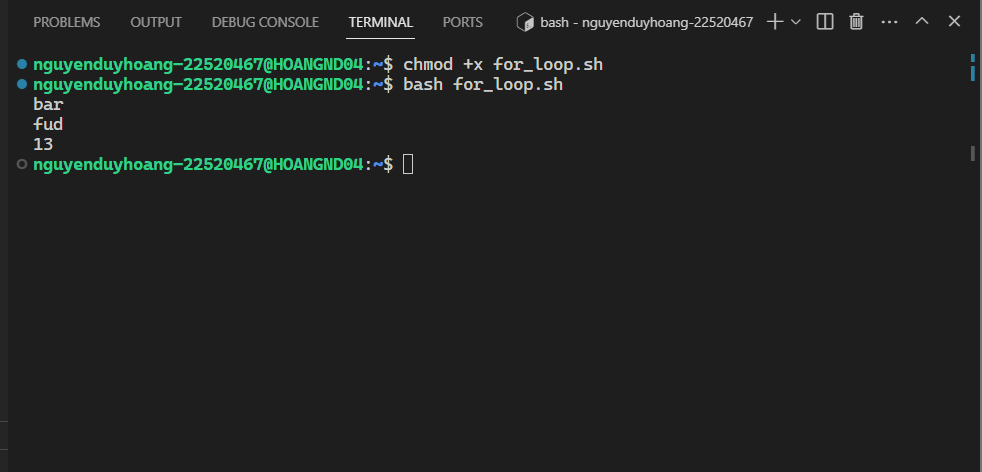 PROBLEMS OUTPUT DEBUG CONSOLE TERMINAL PORTS bash - nguyenduyhoang-22520467
nguyenduyhoang-22520467@HOANGND04:~$ chmod +x for_loop.sh
nguyenduyhoang-22520467@HOANGND04:~$ bash for_loop.sh
bar
fud
13
nguyenduyhoang-22520467@HOANGND04:~$